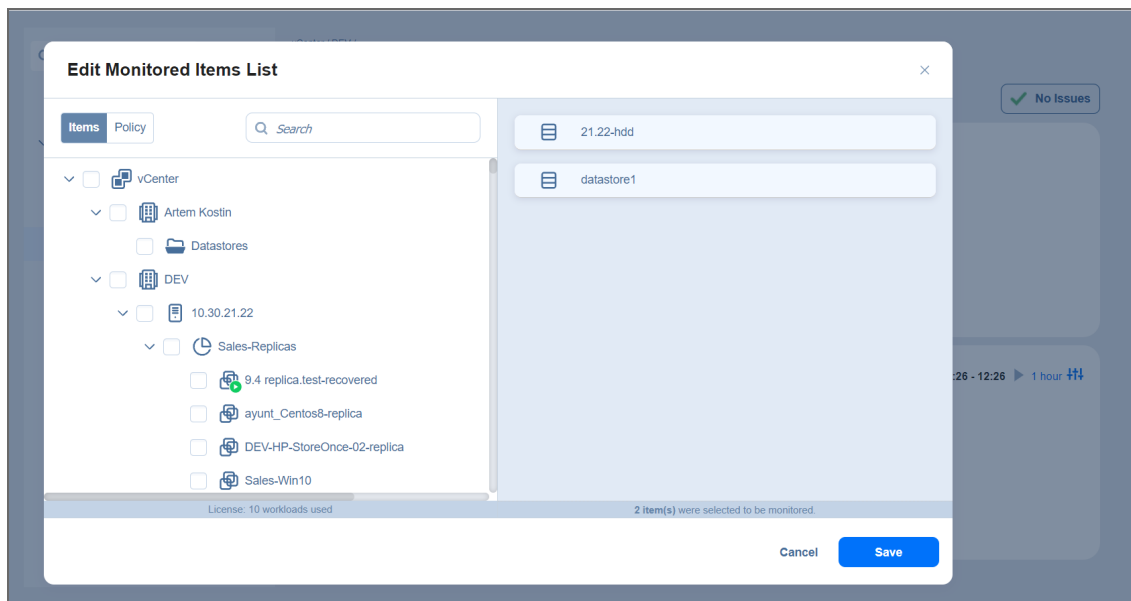 Edit Monitored Items List
No Issues
Items Policy Search
21.22-hdd
datastore1
vCenter
Artem Kostin
Datastores
DEV
10.30.21.22
Sales-Replicas
9.4 replica.test-recovered
ayunt_Centos8-replica
DEV-HP-StoreOnce-02-replica
Sales-Win10
:26 - 12:26 1 hour
License: 10 workloads used
2 item(s) were selected to be monitored.
Cancel Save